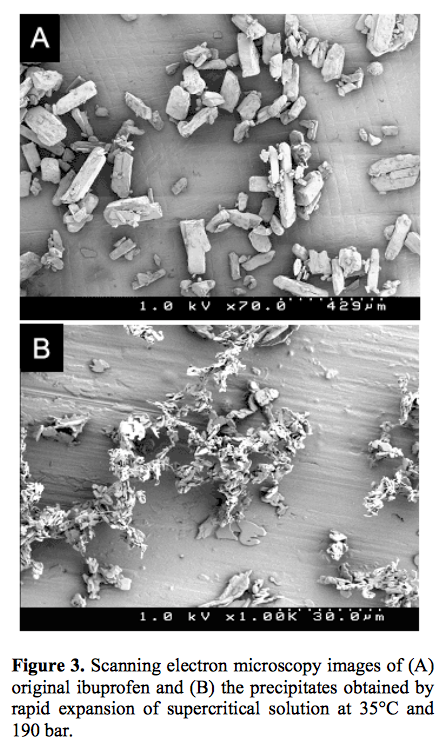 A
1.0 kV x70.0 429µm
B
1.0 kV x1.00K 30.0µm
Figure 3. Scanning electron microscopy images of (A)
original ibuprofen and (B) the precipitates obtained by
rapid expansion of supercritical solution at 35°C and
190 bar.